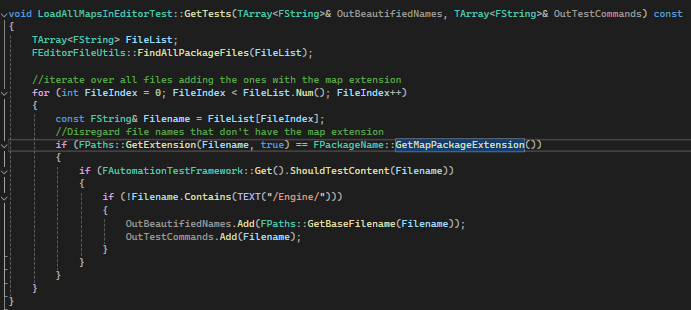 void LoadAllMapsInEditorTest::GetTests(TArray<FString>& OutBeautifiedNames, TArray<FString>& OutTestCommands) const
{
    TArray<FString> FileList;
    FEditorFileUtils::FindAllPackageFiles(FileList);

    //iterate over all files adding the ones with the map extension
    for (int FileIndex = 0; FileIndex < FileList.Num(); FileIndex++)
    {
        const FString& Filename = FileList[FileIndex];
        //Disregard file names that don't have the map extension
        if (FPaths::GetExtension(Filename, true) == FPackageName::GetMapPackageExtension())
        {
            if (FAutomationTestFramework::Get().ShouldTestContent(Filename))
            {
                if (!Filename.Contains(TEXT("/Engine/")))
                {
                    OutBeautifiedNames.Add(FPaths::GetBaseFilename(Filename));
                    OutTestCommands.Add(Filename);
                }
            }
        }
    }
}